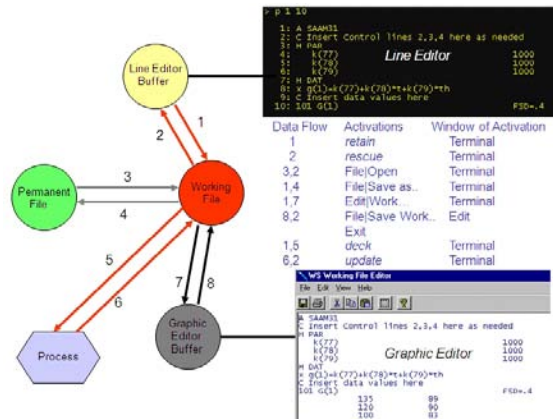 > p 1 10
1: A SAAM31
2: C Insert Control lines 2,3,4 here as needed
3: H PAR
4: k(77) 1000
5: k(78) 1000
6: k(79) 1000
7: H DAT
8: x g(1)=k(77)+k(78)*t+k(79)*th
9: C Insert data values here
10: 101 G(1) FSD=.4
Line Editor
Line Editor
Buffer
1
2
Permanent
File
3
4
Working
File
5
6
7
8
Process
Graphic
Editor
Buffer
Data Flow Activations Window of Activation
1 retain Terminal
2 rescue Terminal
3,2 File|Open Terminal
1,4 File|Save as.. Terminal
1,7 Edit|Work... Terminal
8,2 File|Save Work.. Edit
Exit
1,5 deck Terminal
6,2 update Terminal
WS Working File Editor
File Edit View Help
A SAAM31
C Insert Control lines 2,3,4 here as needed
H PAR
k(77) 1000
k(78) 1000
k(79) 1000
H DAT
x g(1)=k(77)+k(78)*t+k(79)*th
C Insert data values here
101 G(1) FSD=.4
135 89
120 90
100 83
Graphic Editor